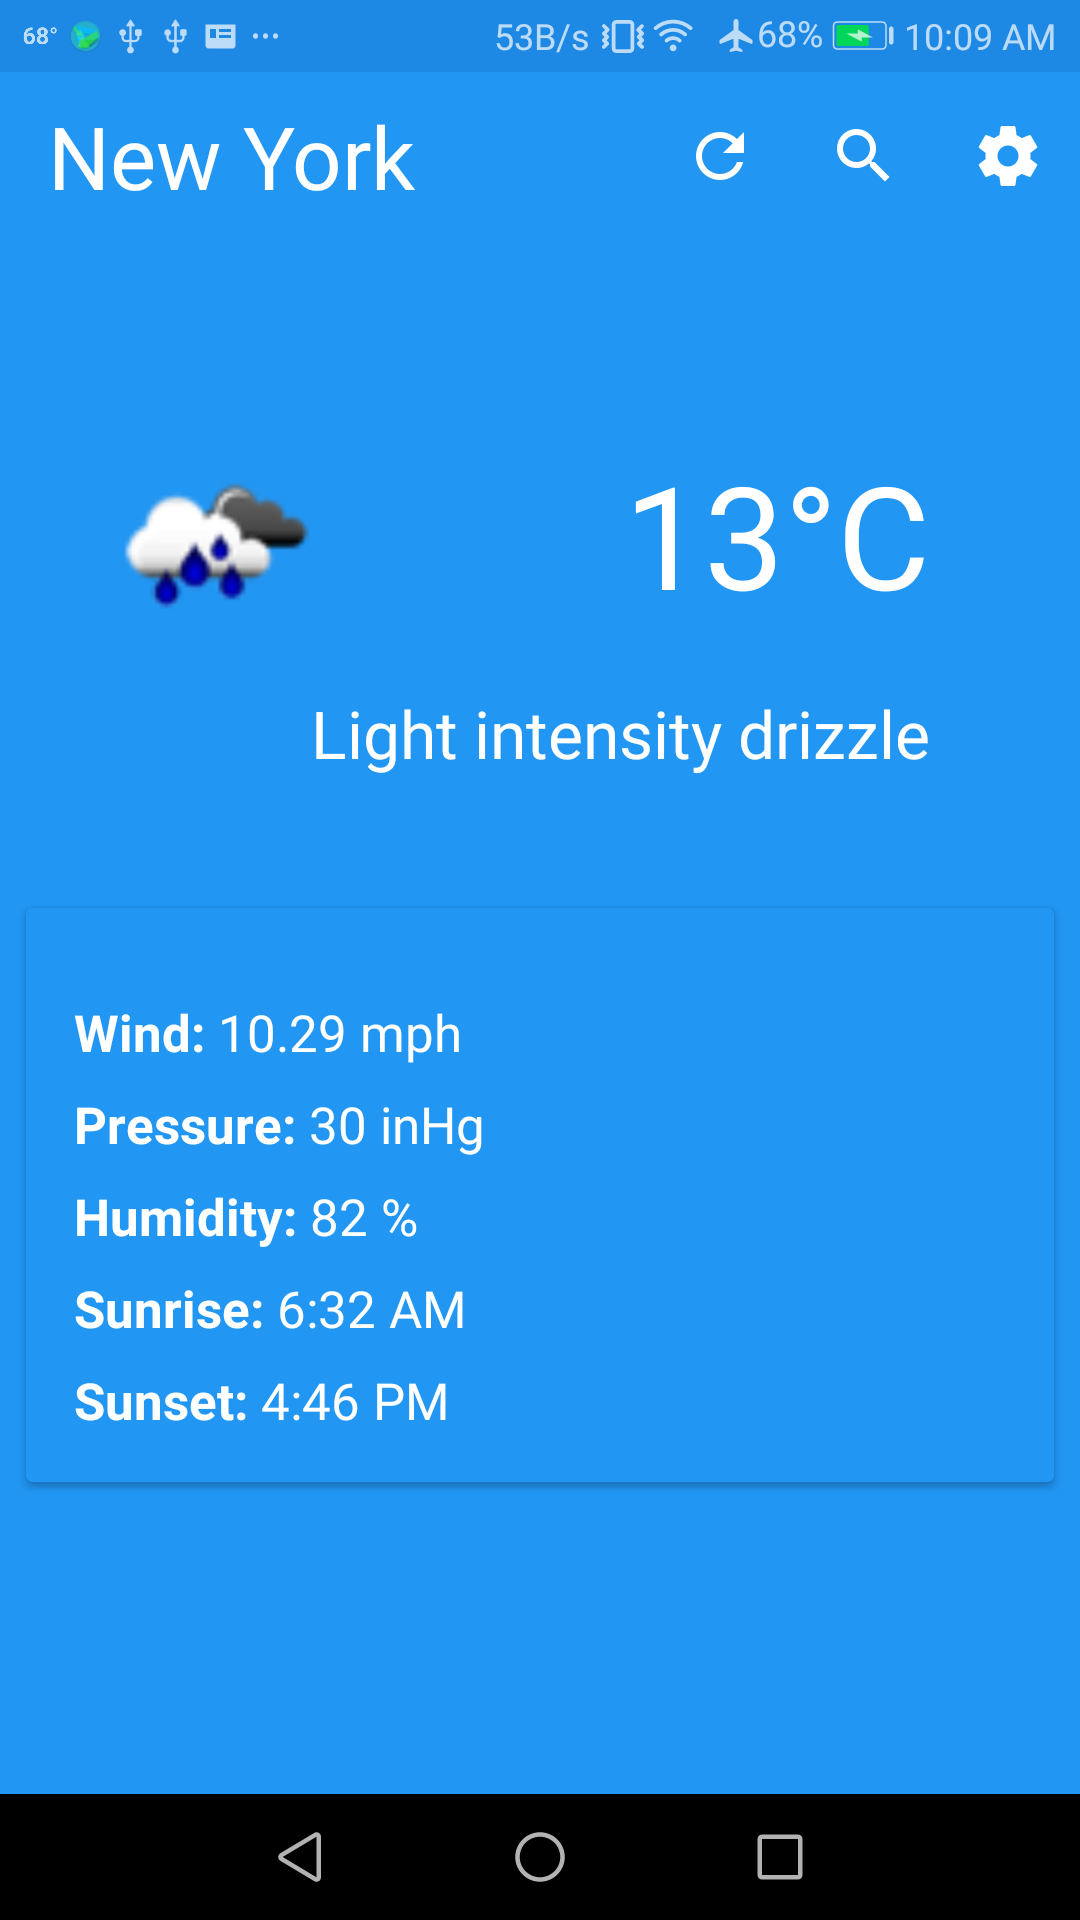 68° 53B/s 68% 10:09 AM
New York
13°C
Light intensity drizzle
Wind: 10.29 mph
Pressure: 30 inHg
Humidity: 82 %
Sunrise: 6:32 AM
Sunset: 4:46 PM